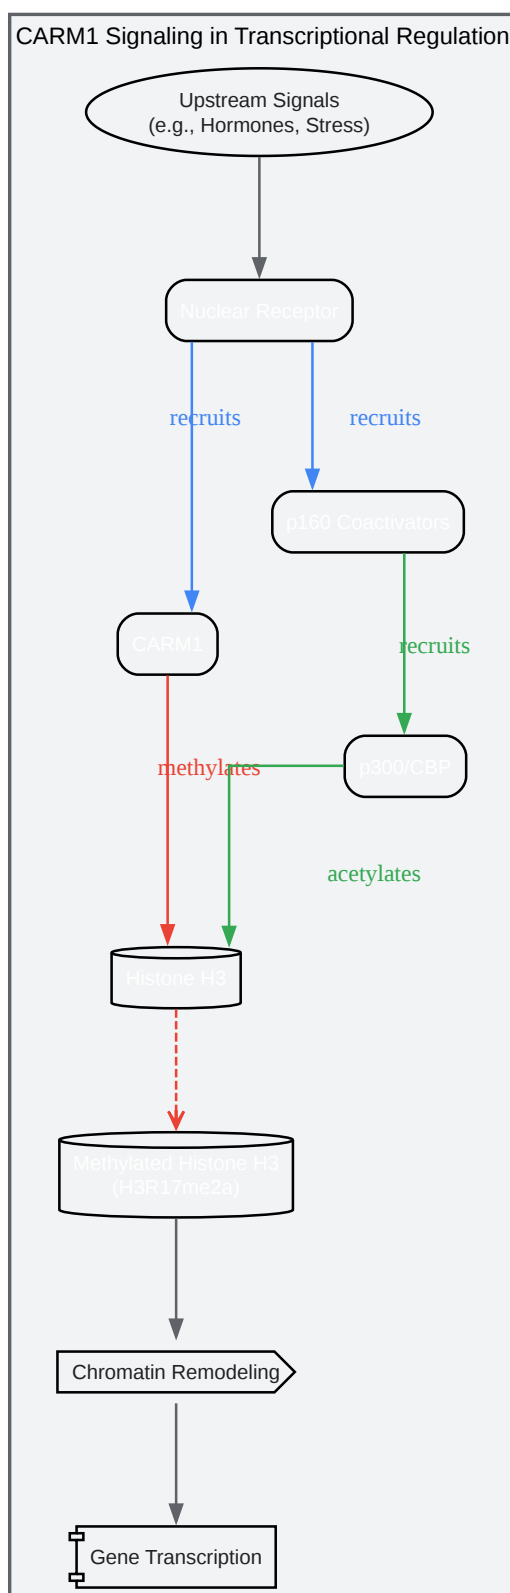 CARM1 Signaling in Transcriptional Regulation
Upstream Signals
(e.g., Hormones, Stress)
Nuclear Receptor
recruits
recruits
p160 Coactivators
CARM1
recruits
methylates
p300/CBP
acetylates
Histone H3
Methylated Histone H3
(H3R17me2a)
Chromatin Remodeling
Gene Transcription